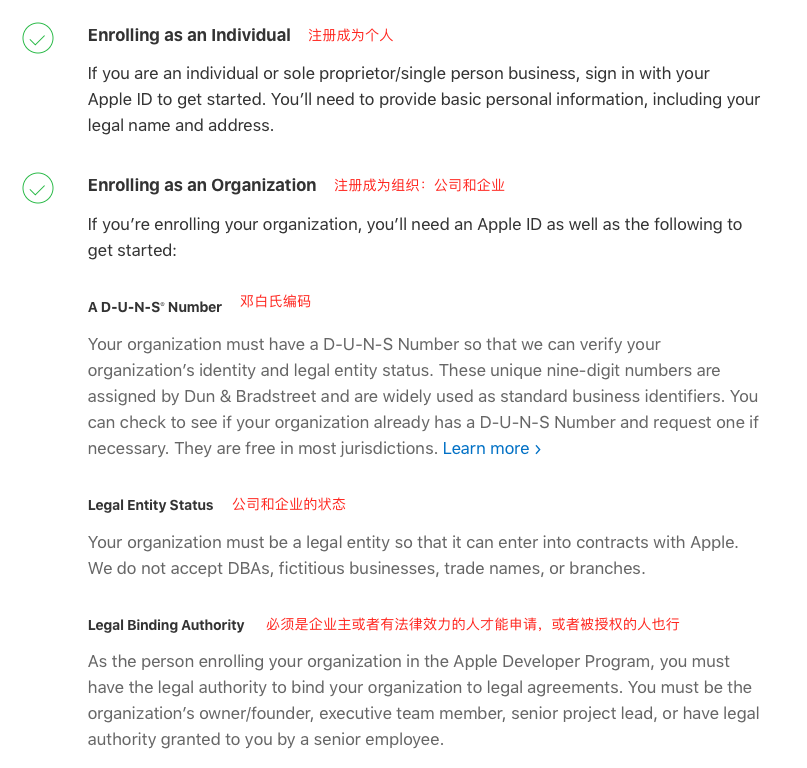 Enrolling as an Individual 注册成为个人
If you are an individual or sole proprietor/single person business, sign in with your
Apple ID to get started. You’ll need to provide basic personal information, including your
legal name and address.
Enrolling as an Organization 注册成为组织：公司和企业
If you’re enrolling your organization, you’ll need an Apple ID as well as the following to
get started:
A D-U-N-S® Number 邓白氏编码
Your organization must have a D-U-N-S Number so that we can verify your
organization’s identity and legal entity status. These unique nine-digit numbers are
assigned by Dun & Bradstreet and are widely used as standard business identifiers. You
can check to see if your organization already has a D-U-N-S Number and request one if
necessary. They are free in most jurisdictions. Learn more ›
Legal Entity Status 公司和企业的状态
Your organization must be a legal entity so that it can enter into contracts with Apple.
We do not accept DBAs, fictitious businesses, trade names, or branches.
Legal Binding Authority 必须是企业主或者有法律效力的人才能申请，或者被授权的人也行
As the person enrolling your organization in the Apple Developer Program, you must
have the legal authority to bind your organization to legal agreements. You must be the
organization’s owner/founder, executive team member, senior project lead, or have legal
authority granted to you by a senior employee.